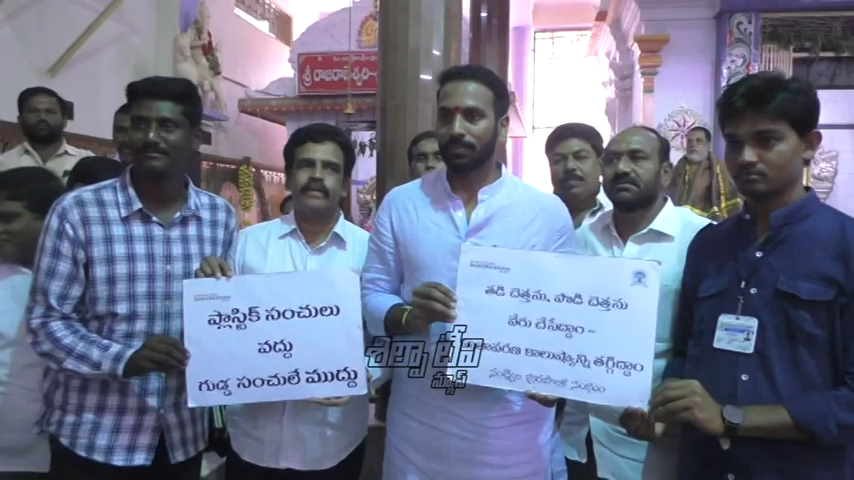 శ్రీ రాజరాజేశ్వరి
ప్లాస్టిక్ సంచులు
వద్దు
గుడ్డ సంచులే ముద్దు
తడి చెత్తను, పొడి చెత్తను
వేరు చేసేద్దాం -
కాలుష్యాన్ని తగ్గిద్దాం
న్యూస్